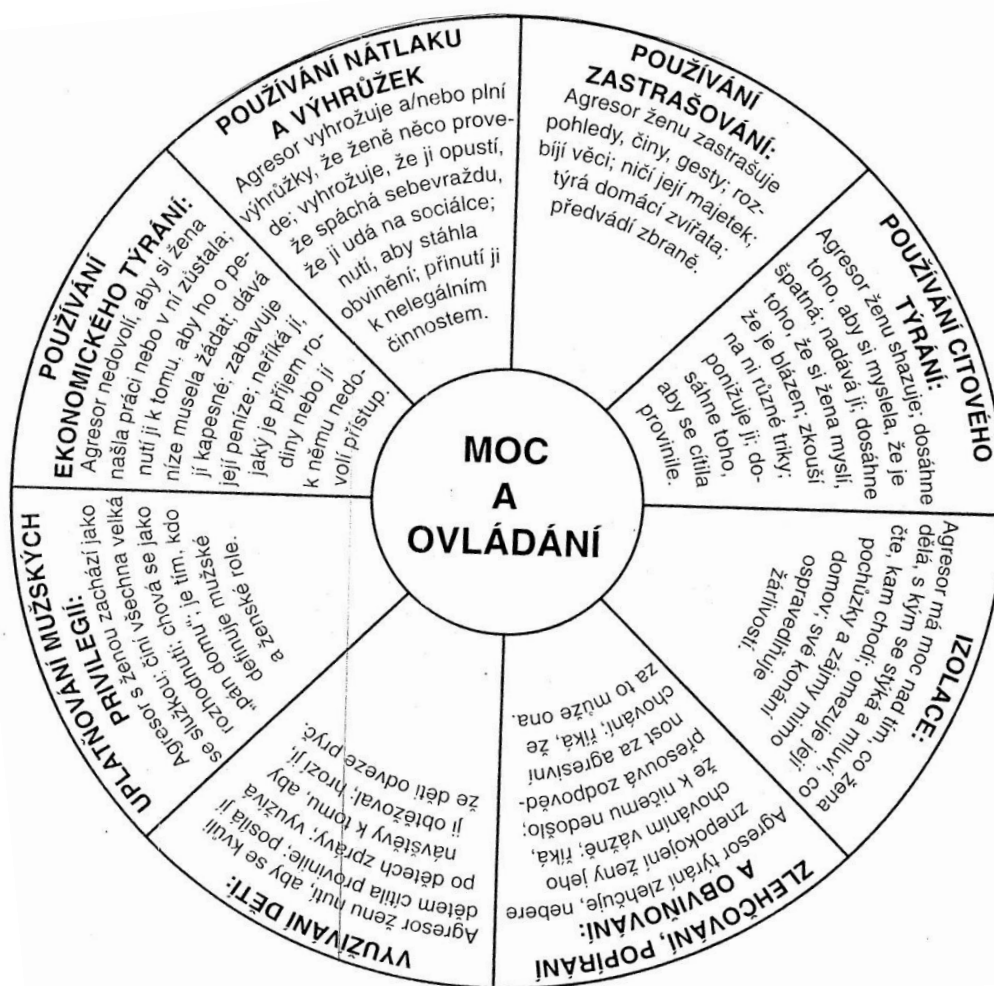 POUŽÍVÁNÍ NÁTLAKU
A VÝHRŮŽEK
Agresor vyhrožuje a/nebo plní
výhrůžky, že ženě něco prove-
de; vyhrožuje, že ji opustí,
že spáchá sebevraždu,
že ji udá na sociálce;
nutí, aby stáhla
obvinění; přinutí ji
k nelegálním
činnostem.
POUŽÍVÁNÍ
ZASTRAŠOVÁNÍ:
Agresor ženu zastrašuje
pohledy, činy, gesty; roz-
bíjí věci; ničí její majetek;
týrá domácí zvířata;
předvádí zbraně.
POUŽÍVÁNÍ CITOVÉHO
TÝRÁNÍ:
Agresor ženu shazuje; dosáhne
toho, aby si myslela, že je
špatná; nadává jí; dosáhne
toho, že si žena myslí,
že je blázen; zkouší
na ní různé triky;
ponižuje ji; do-
sáhne toho,
aby se cítila
provinile.
IZOLACE:
Agresor má moc nad tím, co žena
dělá, s kým se stýká a mluví, co
čte, kam chodí; omezuje její
pochůzky a zájmy mimo
domov; své konání
ospravedlňuje
žárlivostí.
ZLEHČOVÁNÍ, POPÍRÁNÍ
A OBVIŇOVÁNÍ:
Agresor týrání zlehčuje, nebere
znepokojení ženy jeho
chováním vážně; říká,
že k ničemu nedošlo;
přesouvá zodpověd-
nost za agresivní
chování; říká, že
za to může ona.
VYUŽÍVÁNÍ DĚTÍ:
Agresor ženu nutí, aby se kvůli
dětem cítila provinile; posílá jí
po dětech zprávy; využívá
návštěvy k tomu, aby
ji obtěžoval; hrozí jí,
že děti odveze pryč.
UPLATŇOVÁNÍ MUŽSKÝCH
PRIVILEGIÍ:
Agresor s ženou zachází jako
se služkou; činí všechna velká
rozhodnutí; chová se jako
„pán domu"; je tím, kdo
definuje mužské
a ženské role.
POUŽÍVÁNÍ
EKONOMICKÉHO TÝRÁNÍ:
Agresor nedovolí, aby si žena
našla práci nebo v ní zůstala;
nutí ji k tomu, aby ho o pe-
níze musela žádat; dává
jí kapesné; zabavuje
její peníze; neříká jí,
jaký je příjem ro-
diny nebo jí
k němu nedo-
volí přístup.
MOC
A
OVLÁDÁNÍ